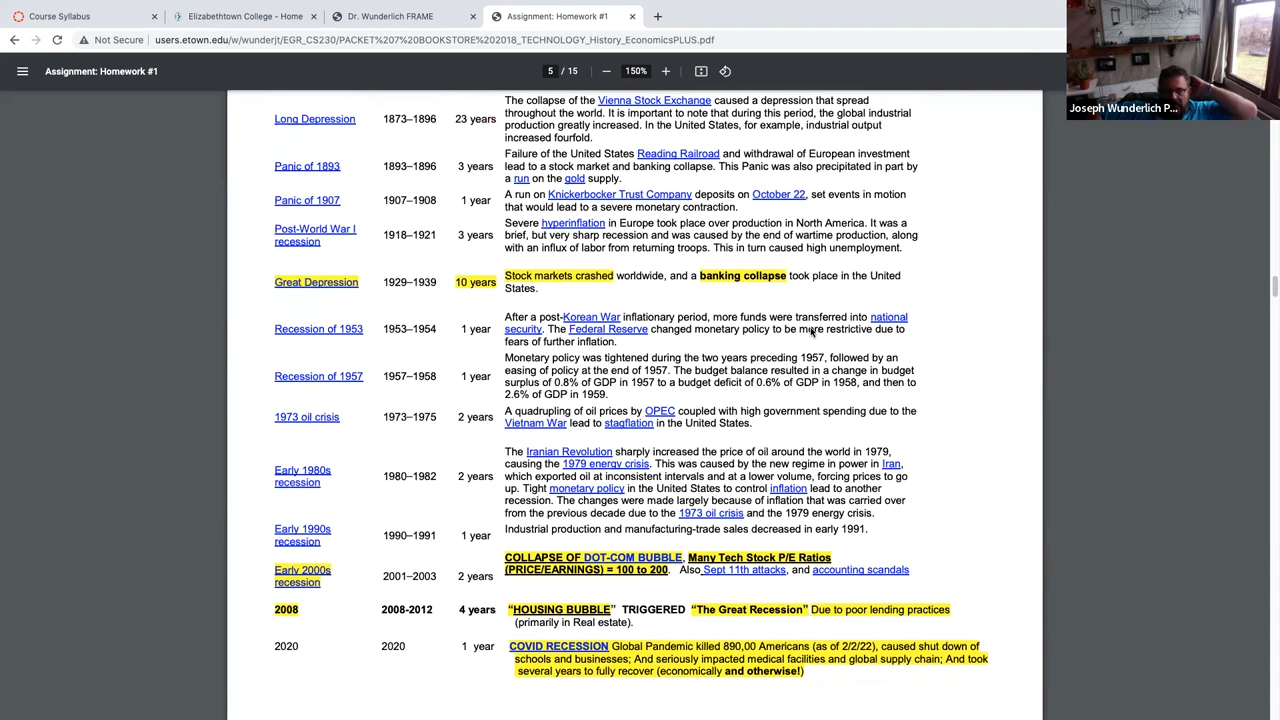 Course Syllabus
Elizabethtown College - Home
Dr. Wunderlich FRAME
Assignment: Homework #1
Not Secure
users.etown.edu/w/wunderjt/EGR_CS230/PACKET%207%20BOOKSTORE%202018_TECHNOLOGY_History_EconomicsPLUS.pdf
Assignment: Homework #1
5 / 15
150%
Joseph Wunderlich P...
The collapse of the Vienna Stock Exchange caused a depression that spread
Long Depression 1873–1896 23 years throughout the world. It is important to note that during this period, the global industrial
production greatly increased. In the United States, for example, industrial output
increased fourfold.
Failure of the United States Reading Railroad and withdrawal of European investment
Panic of 1893 1893–1896 3 years lead to a stock market and banking collapse. This Panic was also precipitated in part by
a run on the gold supply.
Panic of 1907 1907–1908 1 year A run on Knickerbocker Trust Company deposits on October 22, set events in motion
that would lead to a severe monetary contraction.
Severe hyperinflation in Europe took place over production in North America. It was a
Post-World War I
recession 1918–1921 3 years brief, but very sharp recession and was caused by the end of wartime production, along
with an influx of labor from returning troops. This in turn caused high unemployment.
Great Depression 1929–1939 10 years Stock markets crashed worldwide, and a banking collapse took place in the United
States.
After a post-Korean War inflationary period, more funds were transferred into national
Recession of 1953 1953–1954 1 year security. The Federal Reserve changed monetary policy to be more restrictive due to
fears of further inflation.
Monetary policy was tightened during the two years preceding 1957, followed by an
Recession of 1957 1957–1958 1 year easing of policy at the end of 1957. The budget balance resulted in a change in budget
surplus of 0.8% of GDP in 1957 to a budget deficit of 0.6% of GDP in 1958, and then to
2.6% of GDP in 1959.
1973 oil crisis 1973–1975 2 years A quadrupling of oil prices by OPEC coupled with high government spending due to the
Vietnam War lead to stagflation in the United States.
The Iranian Revolution sharply increased the price of oil around the world in 1979,
causing the 1979 energy crisis. This was caused by the new regime in power in Iran,
Early 1980s
recession 1980–1982 2 years which exported oil at inconsistent intervals and at a lower volume, forcing prices to go
up. Tight monetary policy in the United States to control inflation lead to another
recession. The changes were made largely because of inflation that was carried over
from the previous decade due to the 1973 oil crisis and the 1979 energy crisis.
Early 1990s
recession 1990–1991 1 year Industrial production and manufacturing-trade sales decreased in early 1991.
COLLAPSE OF DOT-COM BUBBLE, Many Tech Stock P/E Ratios
Early 2000s
recession 2001–2003 2 years (PRICE/EARNINGS) = 100 to 200. Also Sept 11th attacks, and accounting scandals
2008 2008-2012 4 years “HOUSING BUBBLE” TRIGGERED “The Great Recession” Due to poor lending practices
(primarily in Real estate).
2020 2020 1 year COVID RECESSION Global Pandemic killed 890,00 Americans (as of 2/2/22), caused shut down of
schools and businesses; And seriously impacted medical facilities and global supply chain; And took
several years to fully recover (economically and otherwise!)